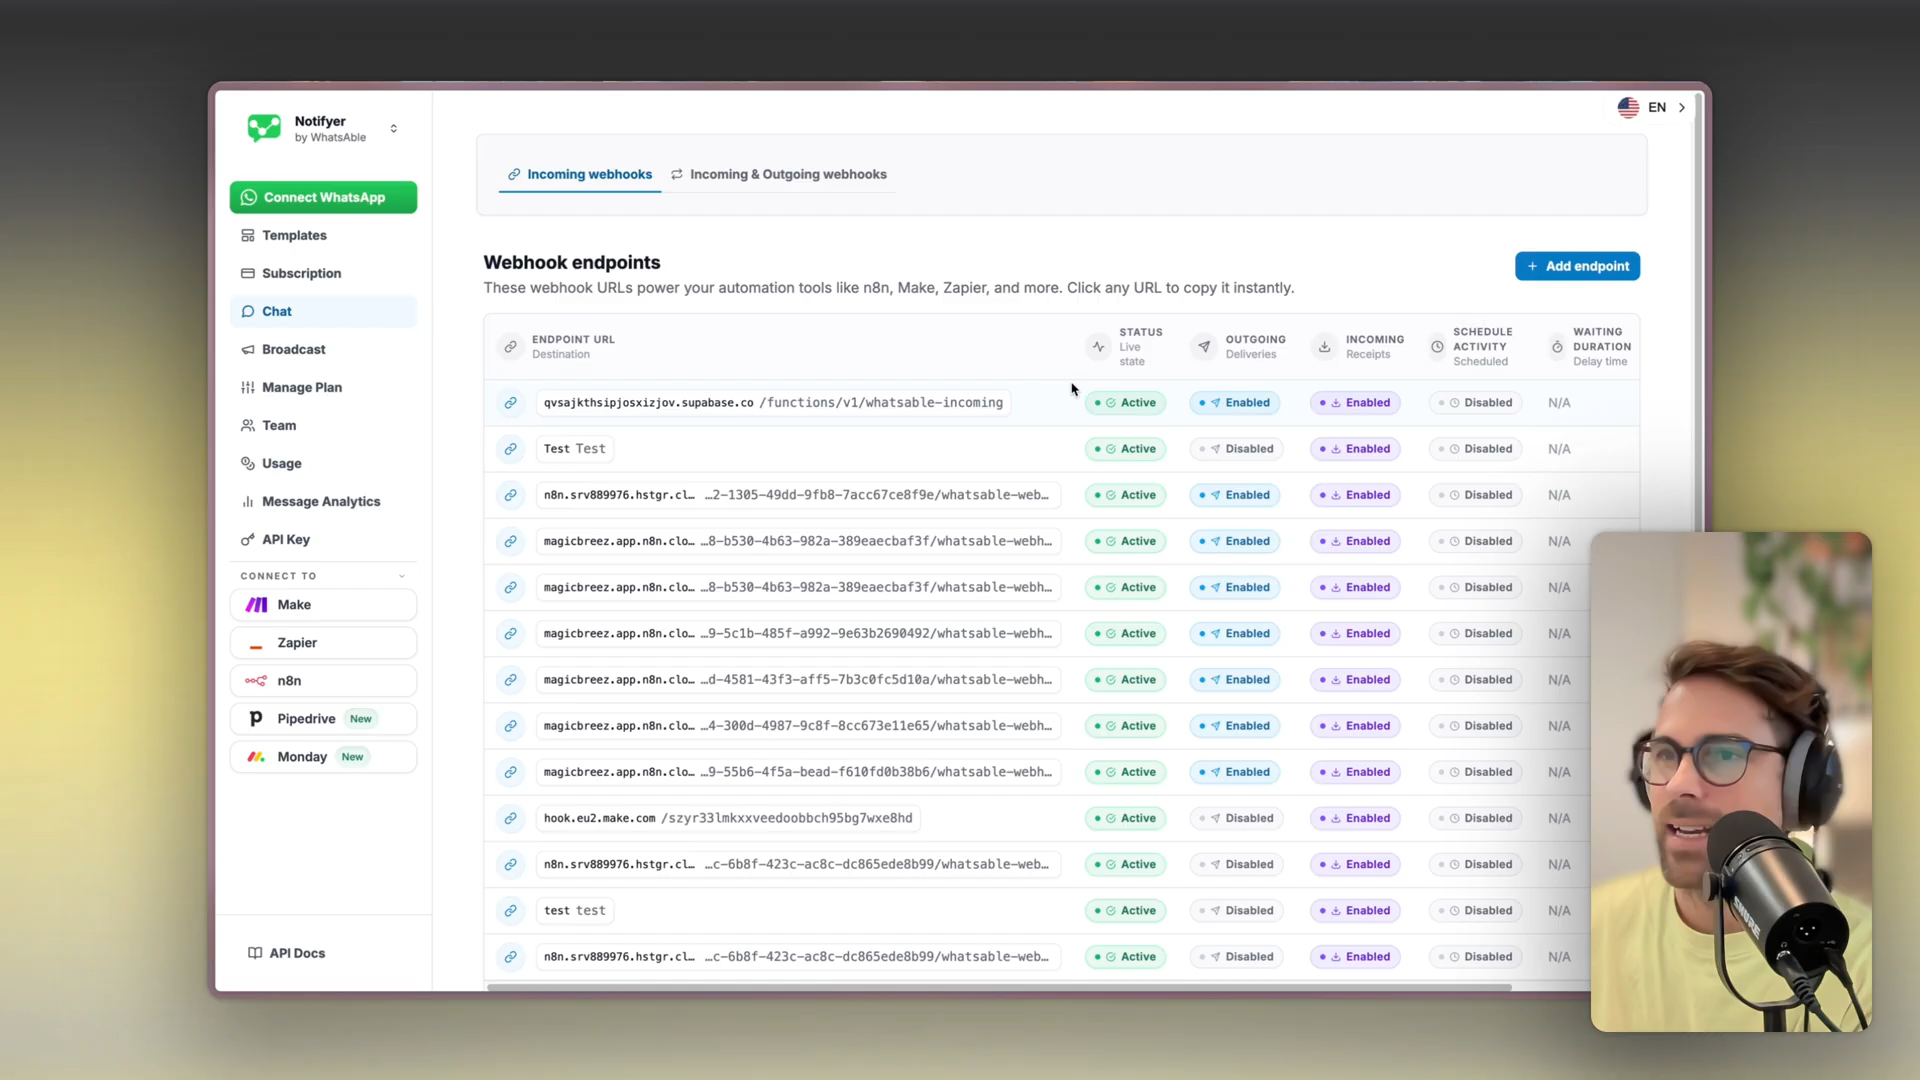 Notifyer
by WhatsAble
EN
Connect WhatsApp
Templates
Subscription
Chat
Broadcast
Manage Plan
Team
Usage
Message Analytics
API Key
CONNECT TO
Make
Zapier
n8n
Pipedrive New
Monday New
API Docs
Incoming webhooks
Incoming & Outgoing webhooks
Webhook endpoints
These webhook URLs power your automation tools like n8n, Make, Zapier, and more. Click any URL to copy it instantly.
+ Add endpoint
ENDPOINT URL
Destination
STATUS
Live
state
OUTGOING
Deliveries
INCOMING
Receipts
SCHEDULE
ACTIVITY
Scheduled
WAITING
DURATION
Delay time
qvsajkthsipjosxizjov.supabase.co /functions/v1/whatsable-incoming Active Enabled Enabled Disabled N/A
Test Test Active Disabled Enabled Disabled N/A
n8n.srv889976.hstgr.cl… …2-1305-49dd-9fb8-7acc67ce8f9e/whatsable-web… Active Enabled Enabled Disabled N/A
magicbreez.app.n8n.clo… …8-b530-4b63-982a-389eaecbaf3f/whatsable-webh… Active Enabled Enabled Disabled N/A
magicbreez.app.n8n.clo… …8-b530-4b63-982a-389eaecbaf3f/whatsable-webh… Active Enabled Enabled Disabled N/A
magicbreez.app.n8n.clo… …9-5c1b-485f-a992-9e63b2690492/whatsable-webh… Active Enabled Enabled Disabled N/A
magicbreez.app.n8n.clo… …d-4581-43f3-aff5-7b3c0fc5d10a/whatsable-webh… Active Enabled Enabled Disabled N/A
magicbreez.app.n8n.clo… …4-300d-4987-9c8f-8cc673e11e65/whatsable-webh… Active Enabled Enabled Disabled N/A
magicbreez.app.n8n.clo… …9-55b6-4f5a-bead-f610fd0b38b6/whatsable-webh… Active Enabled Enabled Disabled N/A
hook.eu2.make.com /szyr33lmkxxveedoobbch95bg7wxe8hd Active Disabled Enabled Disabled N/A
n8n.srv889976.hstgr.cl… …c-6b8f-423c-ac8c-dc865ede8b99/whatsable-web… Active Disabled Enabled Disabled N/A
test test Active Disabled Enabled Disabled N/A
n8n.srv889976.hstgr.cl… …c-6b8f-423c-ac8c-dc865ede8b99/whatsable-web… Active Disabled Enabled Disabled N/A
SHURE